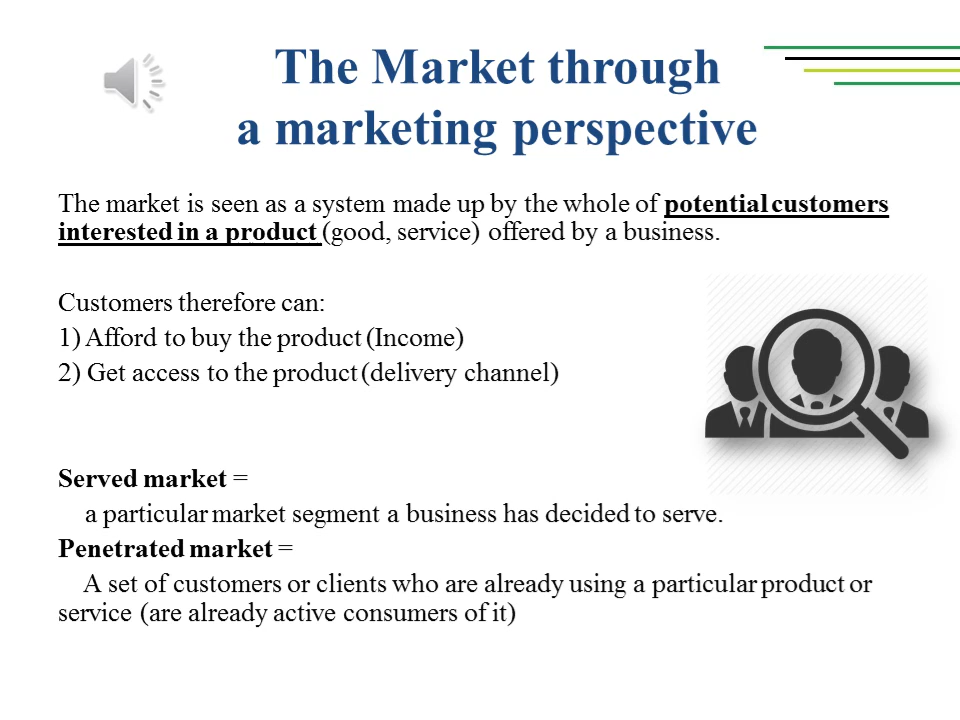 The Market through
a marketing perspective
The market is seen as a system made up by the whole of potential customers
interested in a product (good, service) offered by a business.
Customers therefore can:
1) Afford to buy the product (Income)
2) Get access to the product (delivery channel)
Served market =
a particular market segment a business has decided to serve.
Penetrated market =
A set of customers or clients who are already using a particular product or
service (are already active consumers of it)